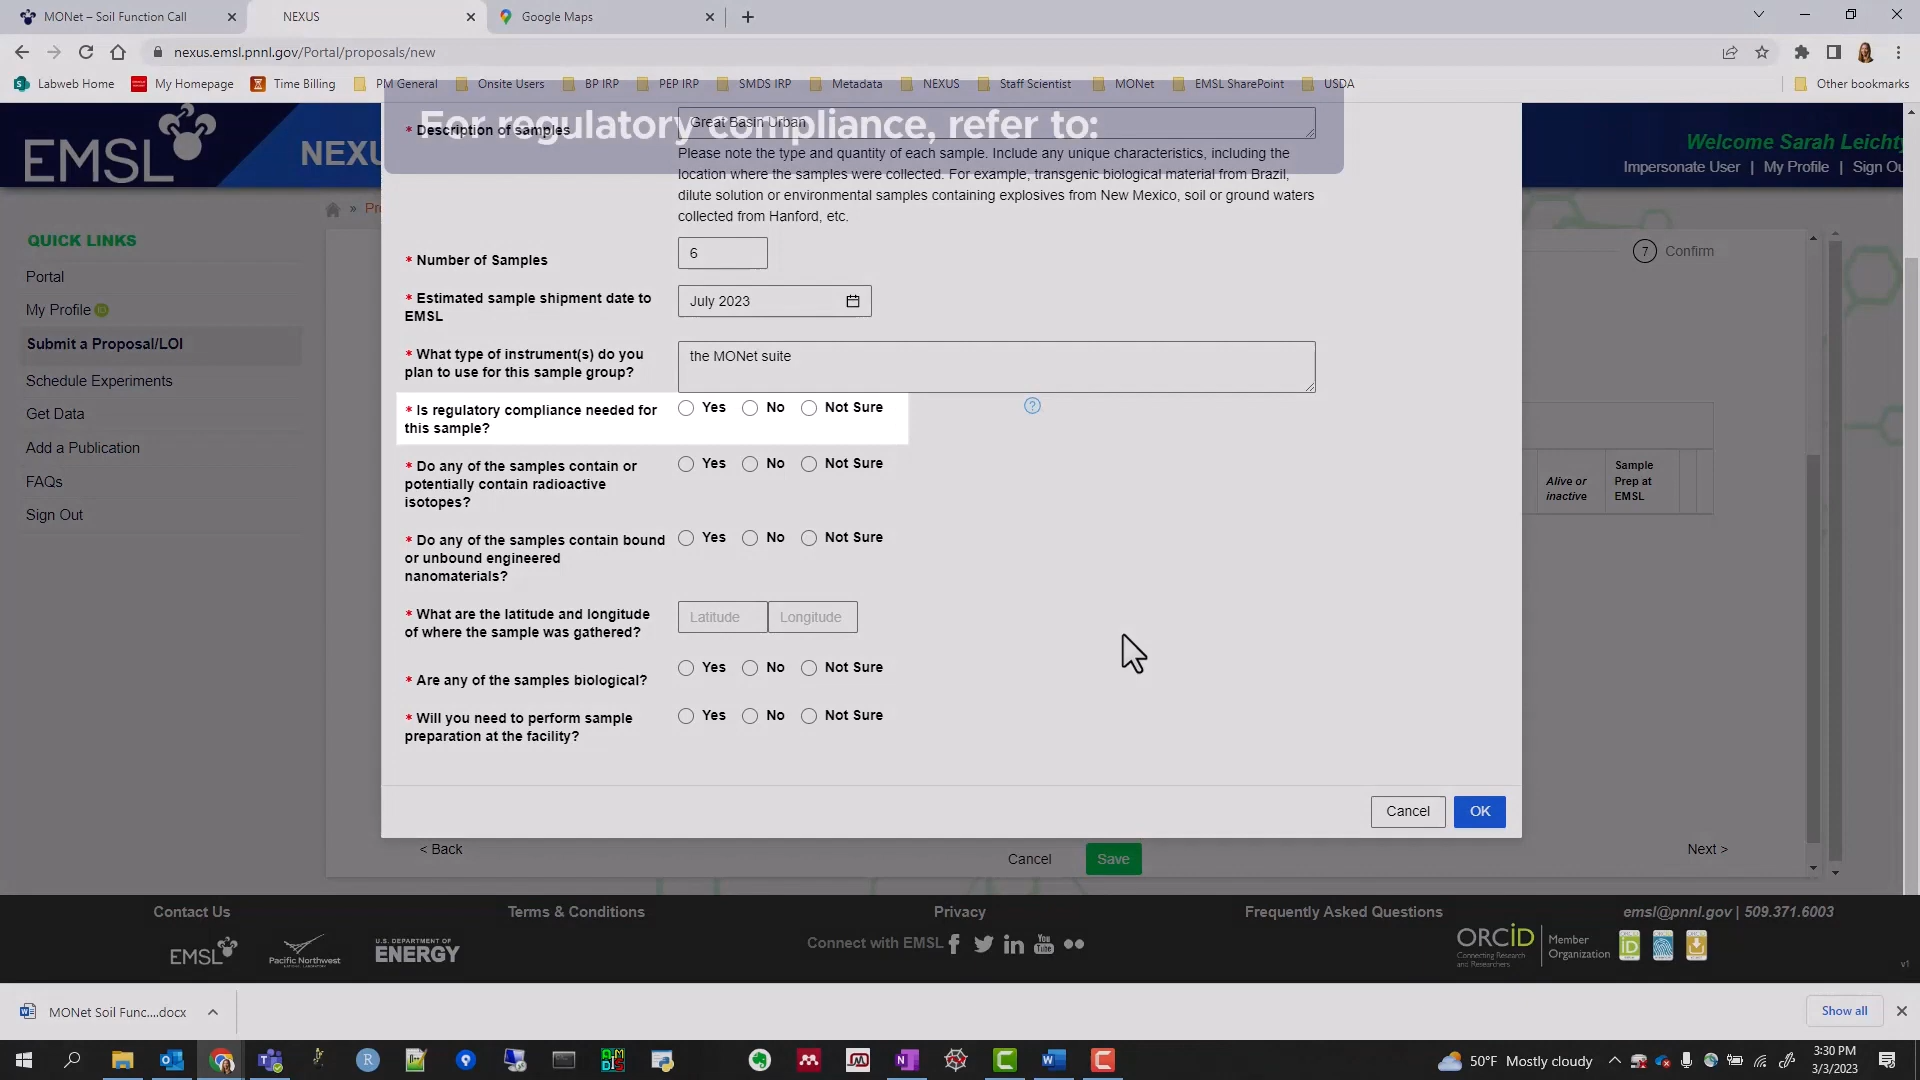 MONet – Soil Function Call
NEXUS
Google Maps
nexus.emsl.pnnl.gov/Portal/proposals/new
Labweb Home
My Homepage
Time Billing
PM General
Onsite Users
BP IRP
PEP IRP
SMDS IRP
Metadata
NEXUS
Staff Scientist
MONet
EMSL SharePoint
USDA
Other bookmarks
EMSL
NEXU
For regulatory compliance, refer to:
Welcome Sarah Leichty
Impersonate User | My Profile | Sign Ou
» Pr
QUICK LINKS
Portal
My Profile
Submit a Proposal/LOI
Schedule Experiments
Get Data
Add a Publication
FAQs
Sign Out
* Description of samples
Great Basin Urban
Please note the type and quantity of each sample. Include any unique characteristics, including the
location where the samples were collected. For example, transgenic biological material from Brazil,
dilute solution or environmental samples containing explosives from New Mexico, soil or ground waters
collected from Hanford, etc.
* Number of Samples
6
* Estimated sample shipment date to
EMSL
July 2023
* What type of instrument(s) do you
plan to use for this sample group?
the MONet suite
* Is regulatory compliance needed for
this sample?
Yes No Not Sure
?
* Do any of the samples contain or
potentially contain radioactive
isotopes?
Yes No Not Sure
* Do any of the samples contain bound
or unbound engineered
nanomaterials?
Yes No Not Sure
* What are the latitude and longitude
of where the sample was gathered?
Latitude Longitude
* Are any of the samples biological?
Yes No Not Sure
* Will you need to perform sample
preparation at the facility?
Yes No Not Sure
Cancel OK
7 Confirm
Alive or
inactive
Sample
Prep at
EMSL
< Back
Cancel Save
Next >
Contact Us
Terms & Conditions
Privacy
Frequently Asked Questions
emsl@pnnl.gov | 509.371.6003
EMSL
Pacific Northwest
U.S. DEPARTMENT OF
ENERGY
Connect with EMSL
You
Tube
ORCID
Connecting Research
and Researchers
Member
Organization
iD
v1
MONet Soil Func....docx
Show all
50°F Mostly cloudy
3:30 PM
3/3/2023